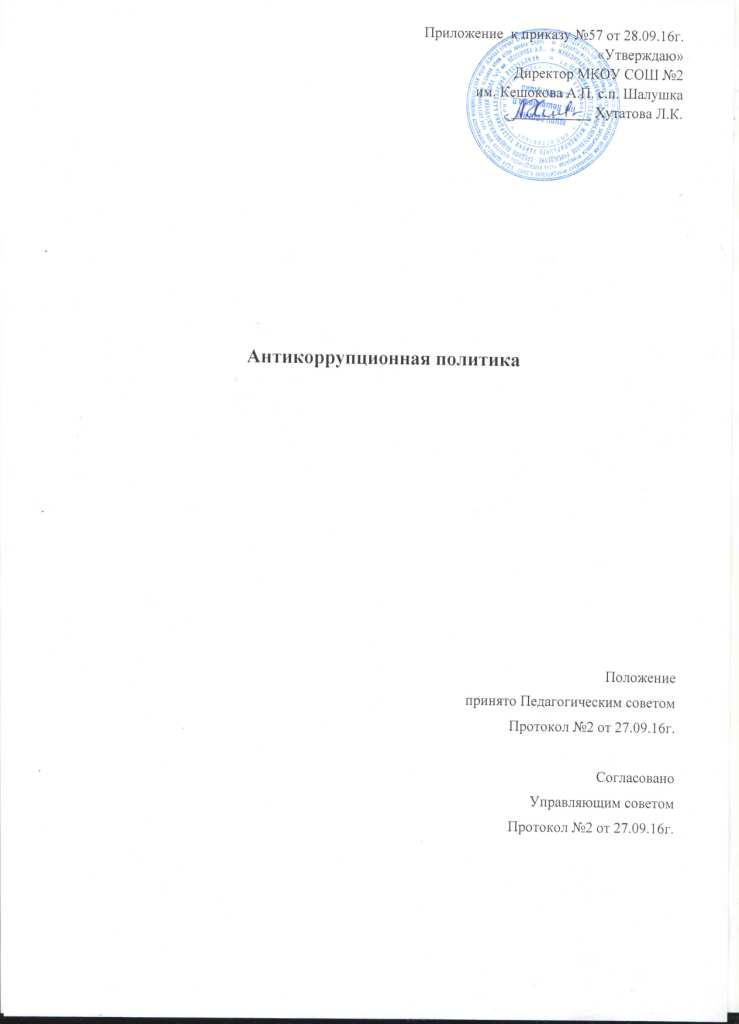 Приложение к приказу №57 от 28.09.16г.
«Утверждаю»
Директор МКОУ СОШ №2
им. Кешокова А.П. с.п. Шалушка
Хутатова Л.К.
Антикоррупционная политика
Положение
принято Педагогическим советом
Протокол №2 от 27.09.16г.
Согласовано
Управляющим советом
Протокол №2 от 27.09.16г.